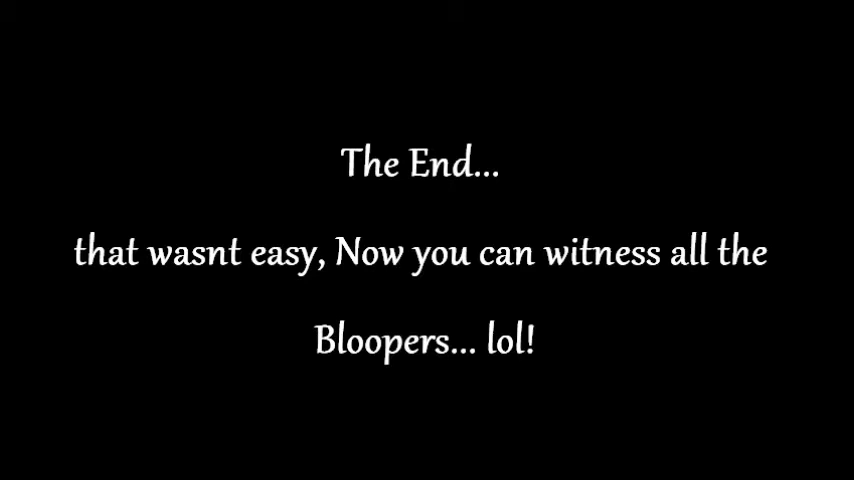 The End...
that wasnt easy, Now you can witness all the
Bloopers... lol!